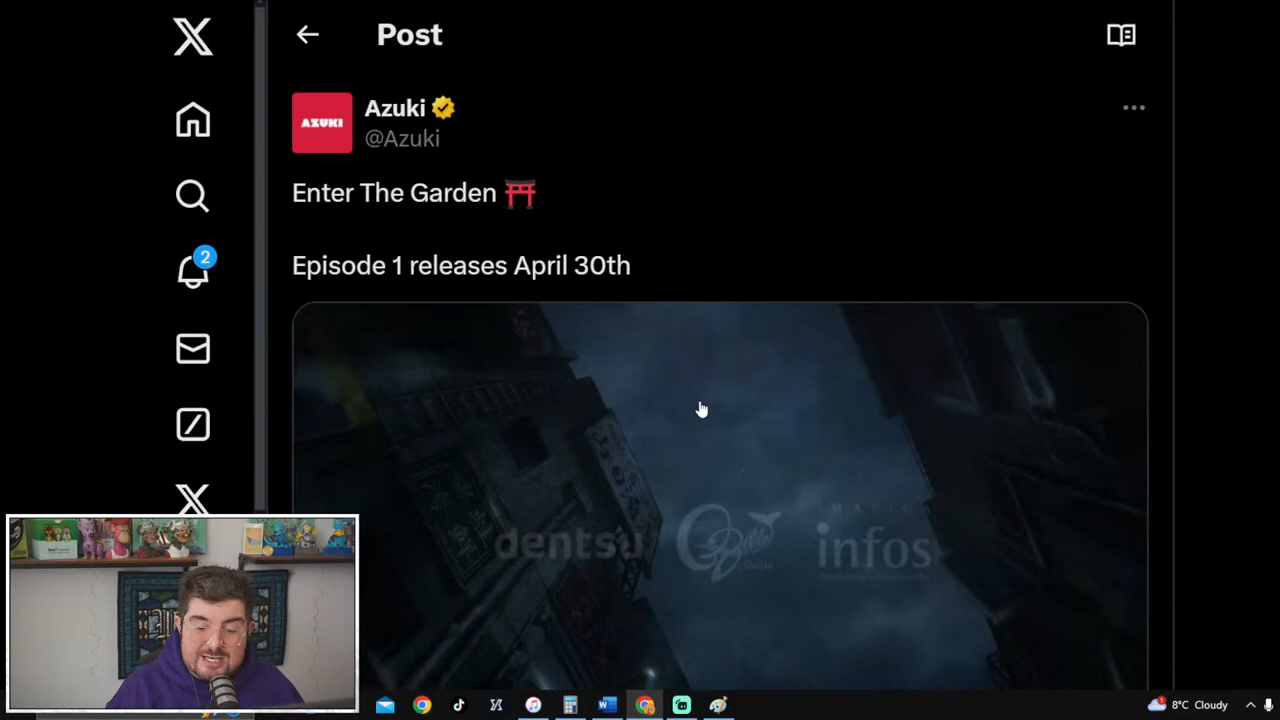 Post
AZUKI
Azuki
@Azuki
Enter The Garden ⛩️
Episode 1 releases April 30th
2
dentsu
infos
8°C Cloudy